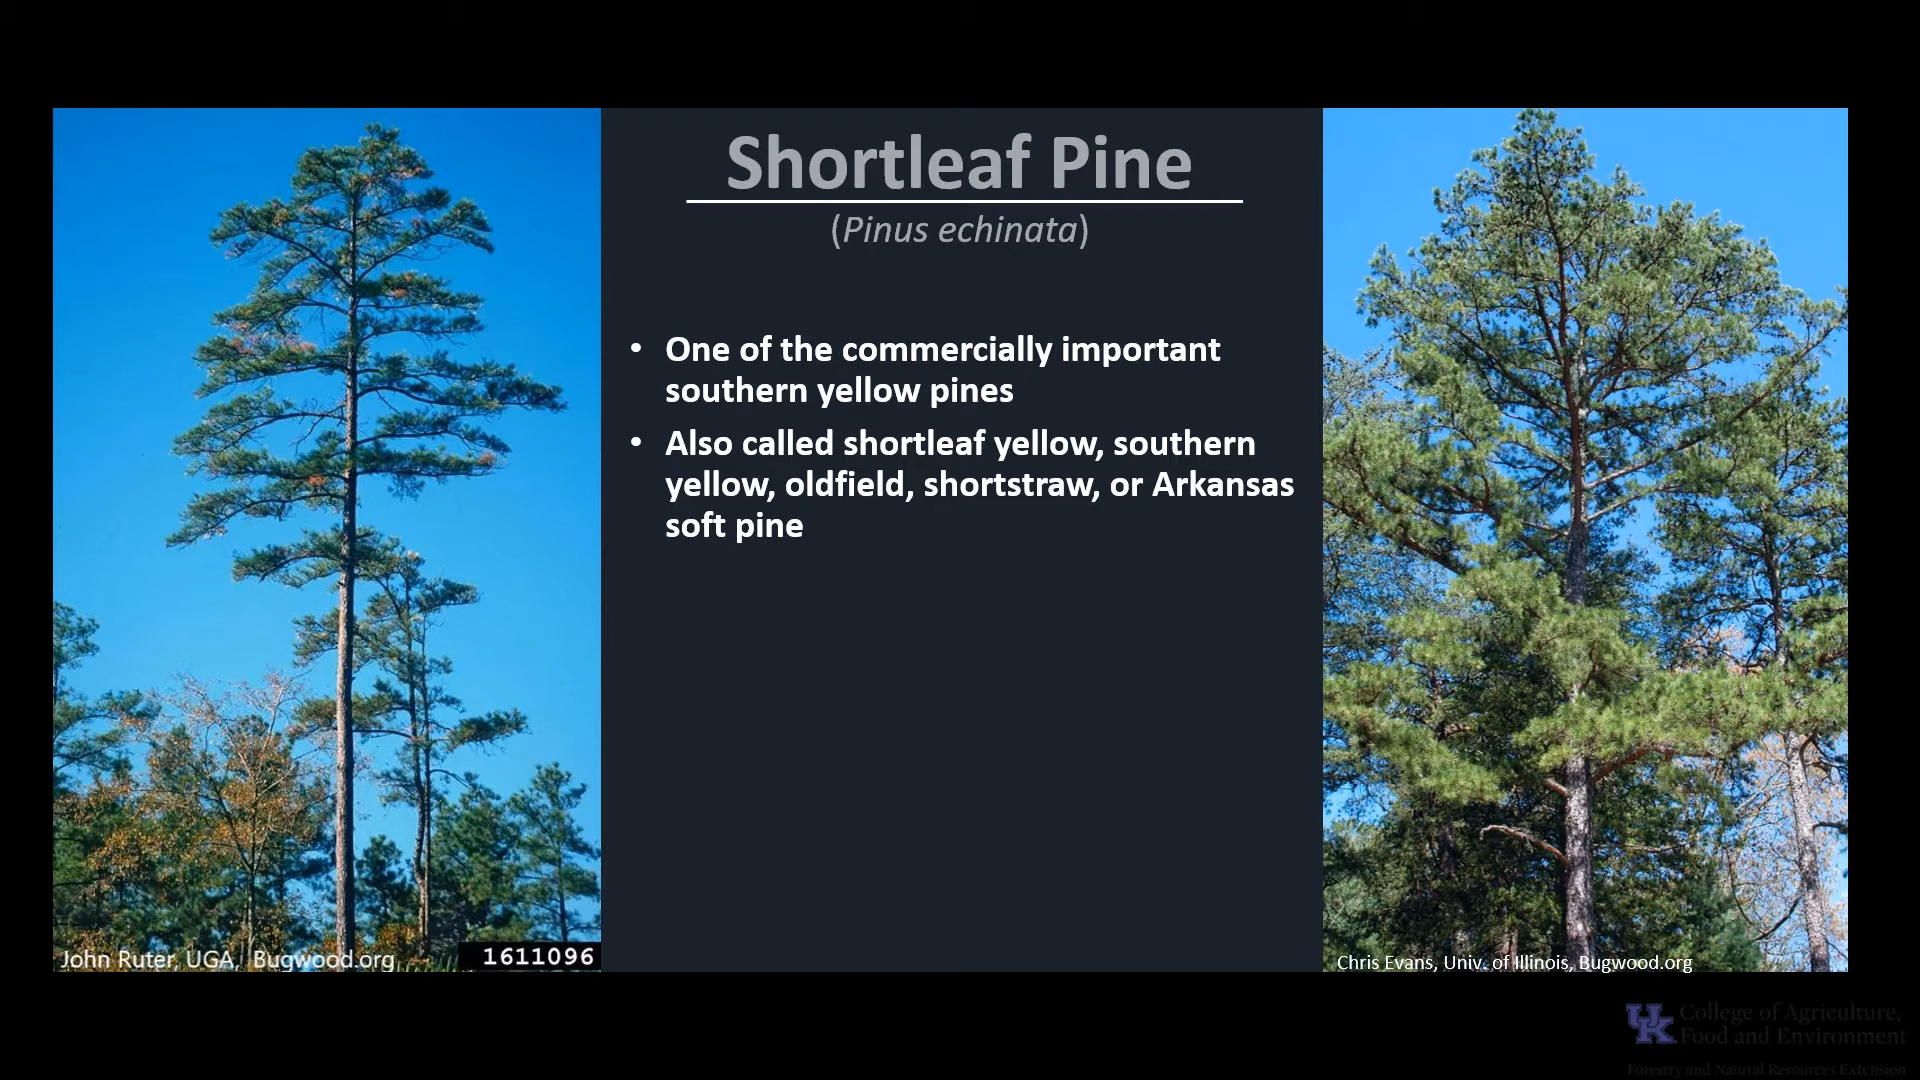 Shortleaf Pine
(Pinus echinata)
• One of the commercially important
southern yellow pines
• Also called shortleaf yellow, southern
yellow, oldfield, shortstraw, or Arkansas
soft pine
John Ruter, UGA, Bugwood.org
1611096
Chris Evans, Univ. of Illinois, Bugwood.org
UK
College of Agriculture,
Food and Environment
Forestry and Natural Resources Extension